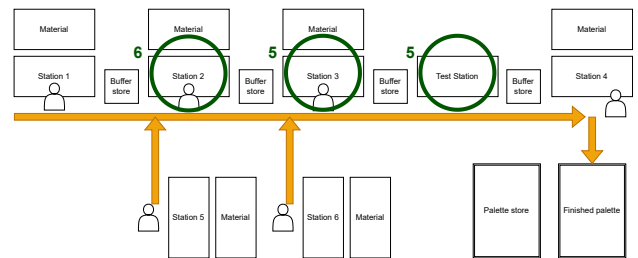 Material
Material
Material
Material
6
5
5
Station 1
Buffer
store
Station 2
Buffer
store
Station 3
Buffer
store
Test Station
Buffer
store
Station 4
Station 5
Material
Station 6
Material
Palette store
Finished palette